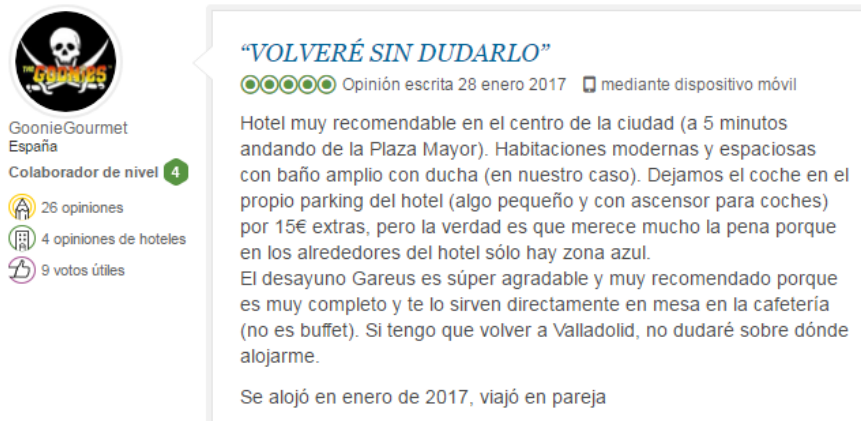 THE GOONIES
GoonieGourmet
España
Colaborador de nivel 4
26 opiniones
4 opiniones de hoteles
9 votos útiles
“VOLVERÉ SIN DUDARLO”
Opinión escrita 28 enero 2017 mediante dispositivo móvil
Hotel muy recomendable en el centro de la ciudad (a 5 minutos
andando de la Plaza Mayor). Habitaciones modernas y espaciosas
con baño amplio con ducha (en nuestro caso). Dejamos el coche en el
propio parking del hotel (algo pequeño y con ascensor para coches)
por 15€ extras, pero la verdad es que merece mucho la pena porque
en los alrededores del hotel sólo hay zona azul.
El desayuno Gareus es súper agradable y muy recomendado porque
es muy completo y te lo sirven directamente en mesa en la cafetería
(no es buffet). Si tengo que volver a Valladolid, no dudaré sobre dónde
alojarme.
Se alojó en enero de 2017, viajó en pareja